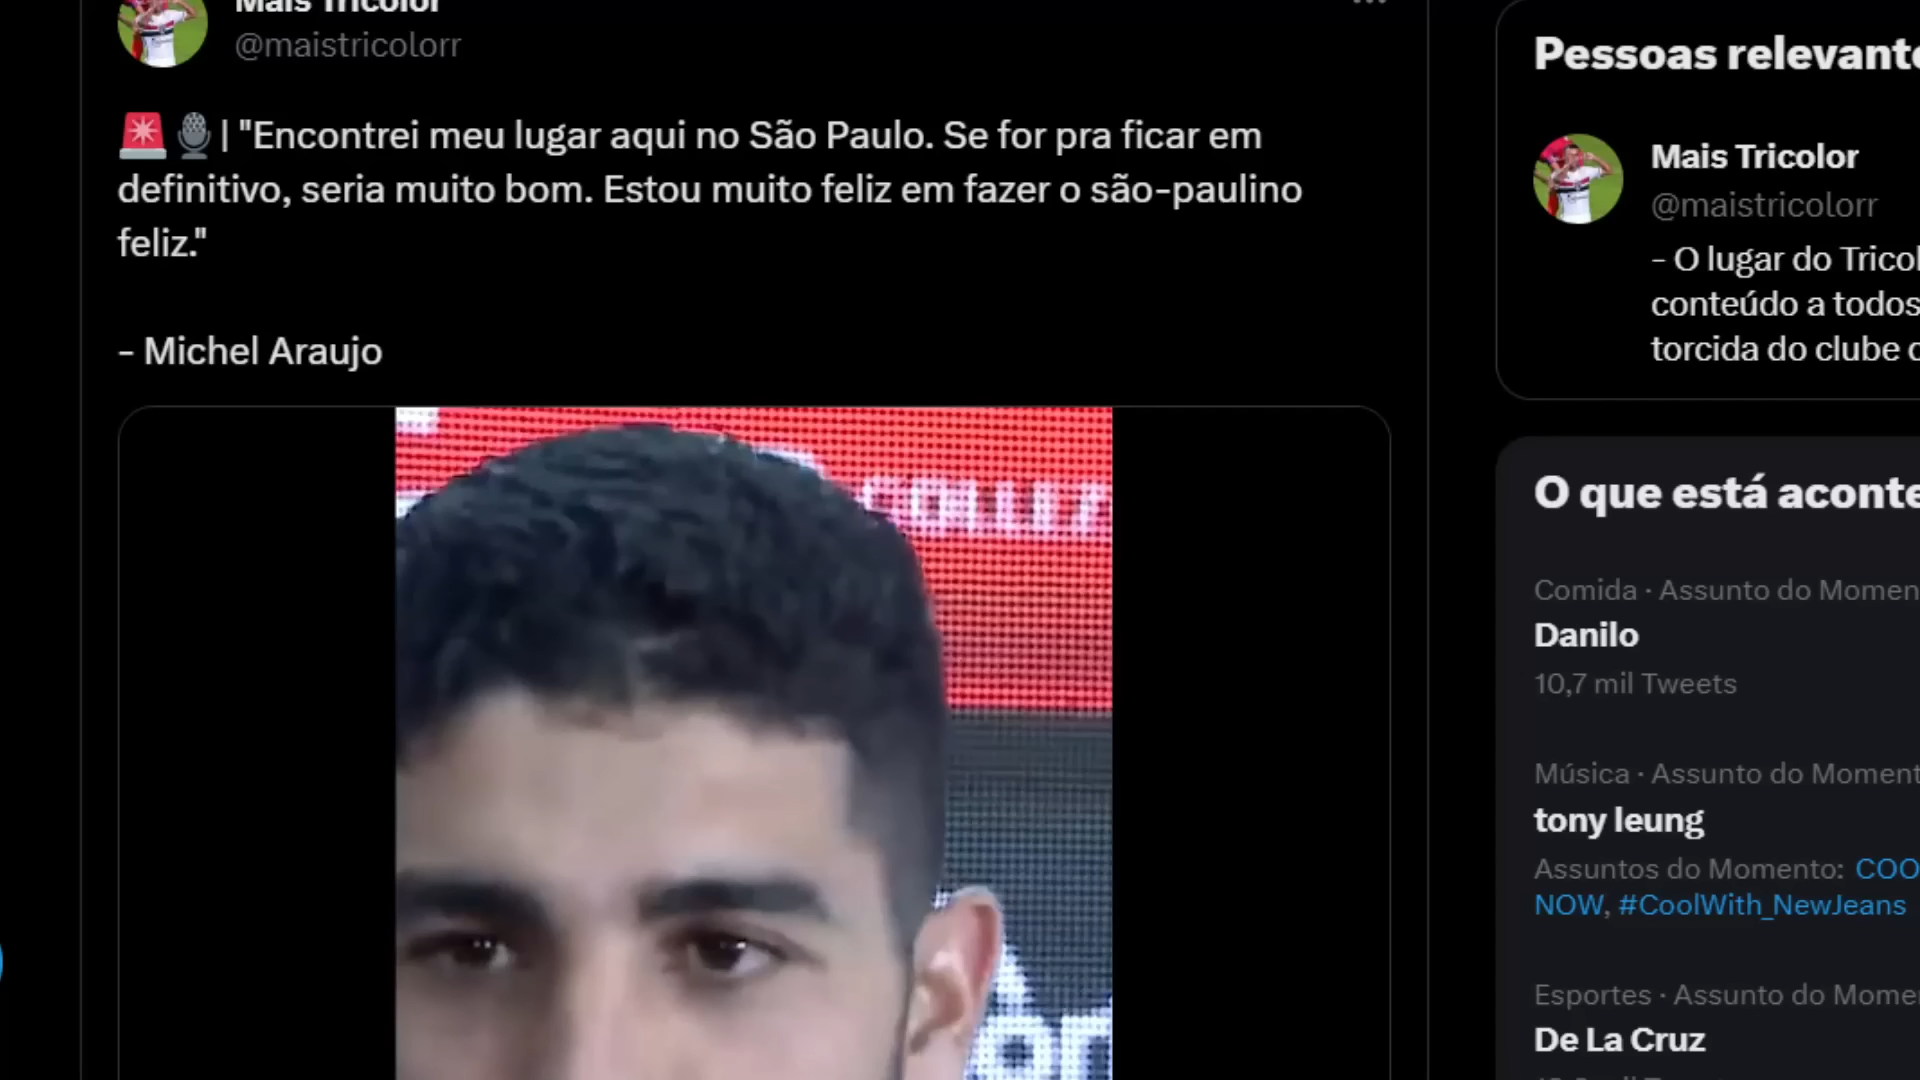 Mais Tricolor
@maistricolorr
| "Encontrei meu lugar aqui no São Paulo. Se for pra ficar em
definitivo, seria muito bom. Estou muito feliz em fazer o são-paulino
feliz."
- Michel Araujo
Pessoas relevante
Mais Tricolor
@maistricolorr
- O lugar do Tricol
conteúdo a todos
torcida do clube
O que está aconte
Comida · Assunto do Momen
Danilo
10,7 mil Tweets
Música · Assunto do Moment
tony leung
Assuntos do Momento: COO
NOW, #CoolWith_NewJeans
Esportes · Assunto do Mome
De La Cruz